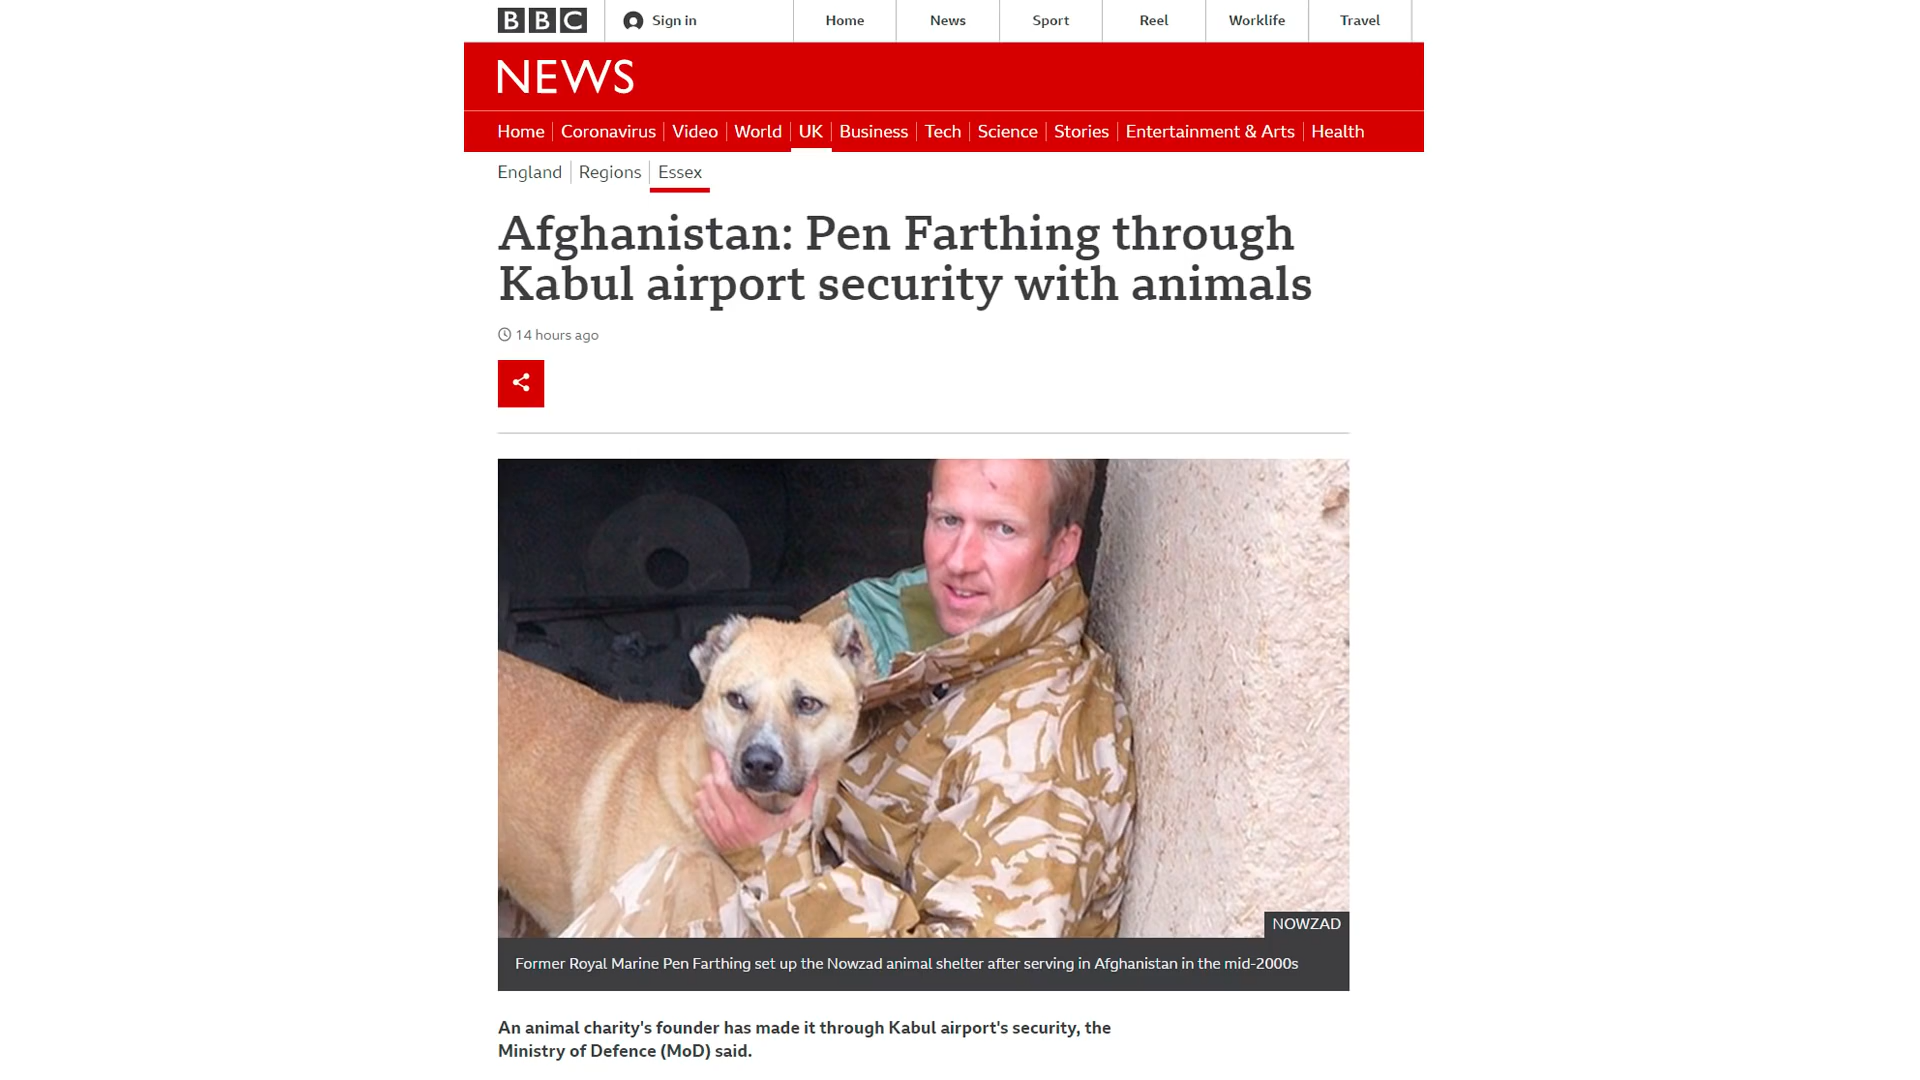 BBC Sign in Home News Sport Reel Worklife Travel
NEWS
Home Coronavirus Video World UK Business Tech Science Stories Entertainment & Arts Health
England Regions Essex
Afghanistan: Pen Farthing through
Kabul airport security with animals
14 hours ago
NOWZAD
Former Royal Marine Pen Farthing set up the Nowzad animal shelter after serving in Afghanistan in the mid-2000s
An animal charity's founder has made it through Kabul airport's security, the
Ministry of Defence (MoD) said.